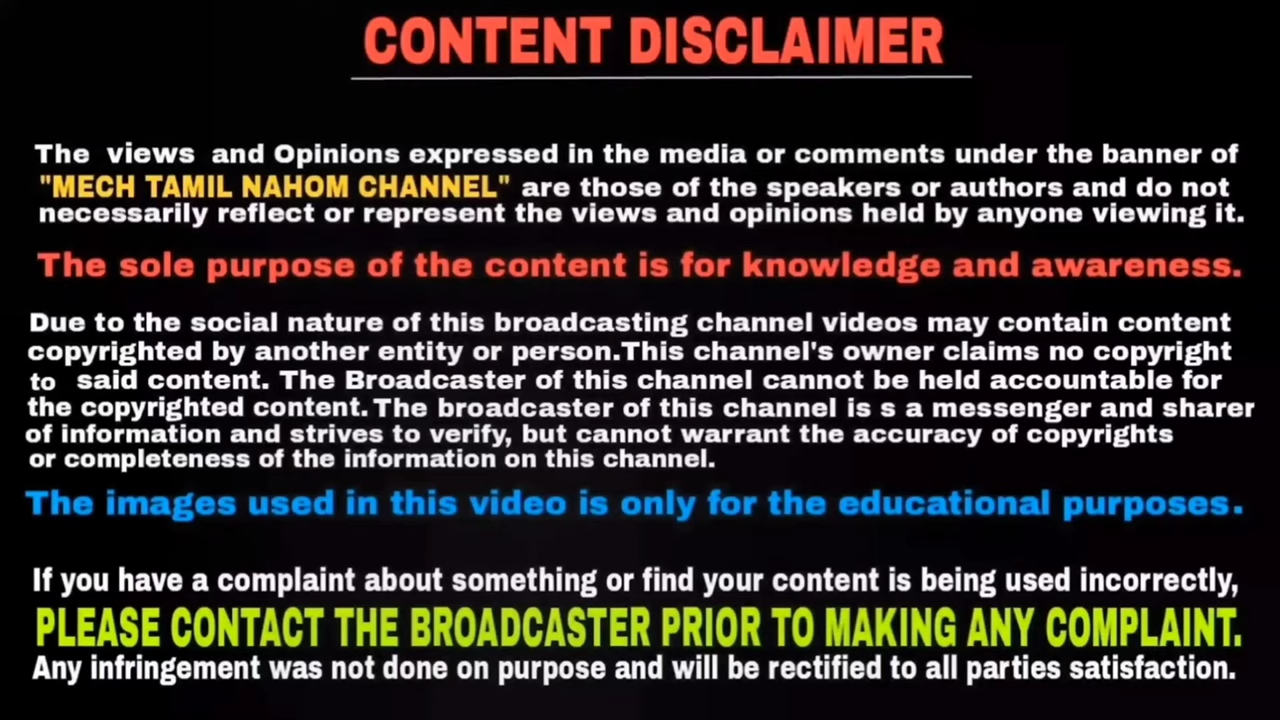 CONTENT DISCLAIMER
The views and Opinions expressed in the media or comments under the banner of
"MECH TAMIL NAHOM CHANNEL" are those of the speakers or authors and do not
necessarily reflect or represent the views and opinions held by anyone viewing it.
The sole purpose of the content is for knowledge and awareness.
Due to the social nature of this broadcasting channel videos may contain content
copyrighted by another entity or person.This channel's owner claims no copyright
to said content. The Broadcaster of this channel cannot be held accountable for
the copyrighted content. The broadcaster of this channel is s a messenger and sharer
of information and strives to verify, but cannot warrant the accuracy of copyrights
or completeness of the information on this channel.
The images used in this video is only for the educational purposes.
If you have a complaint about something or find your content is being used incorrectly,
PLEASE CONTACT THE BROADCASTER PRIOR TO MAKING ANY COMPLAINT.
Any infringement was not done on purpose and will be rectified to all parties satisfaction.